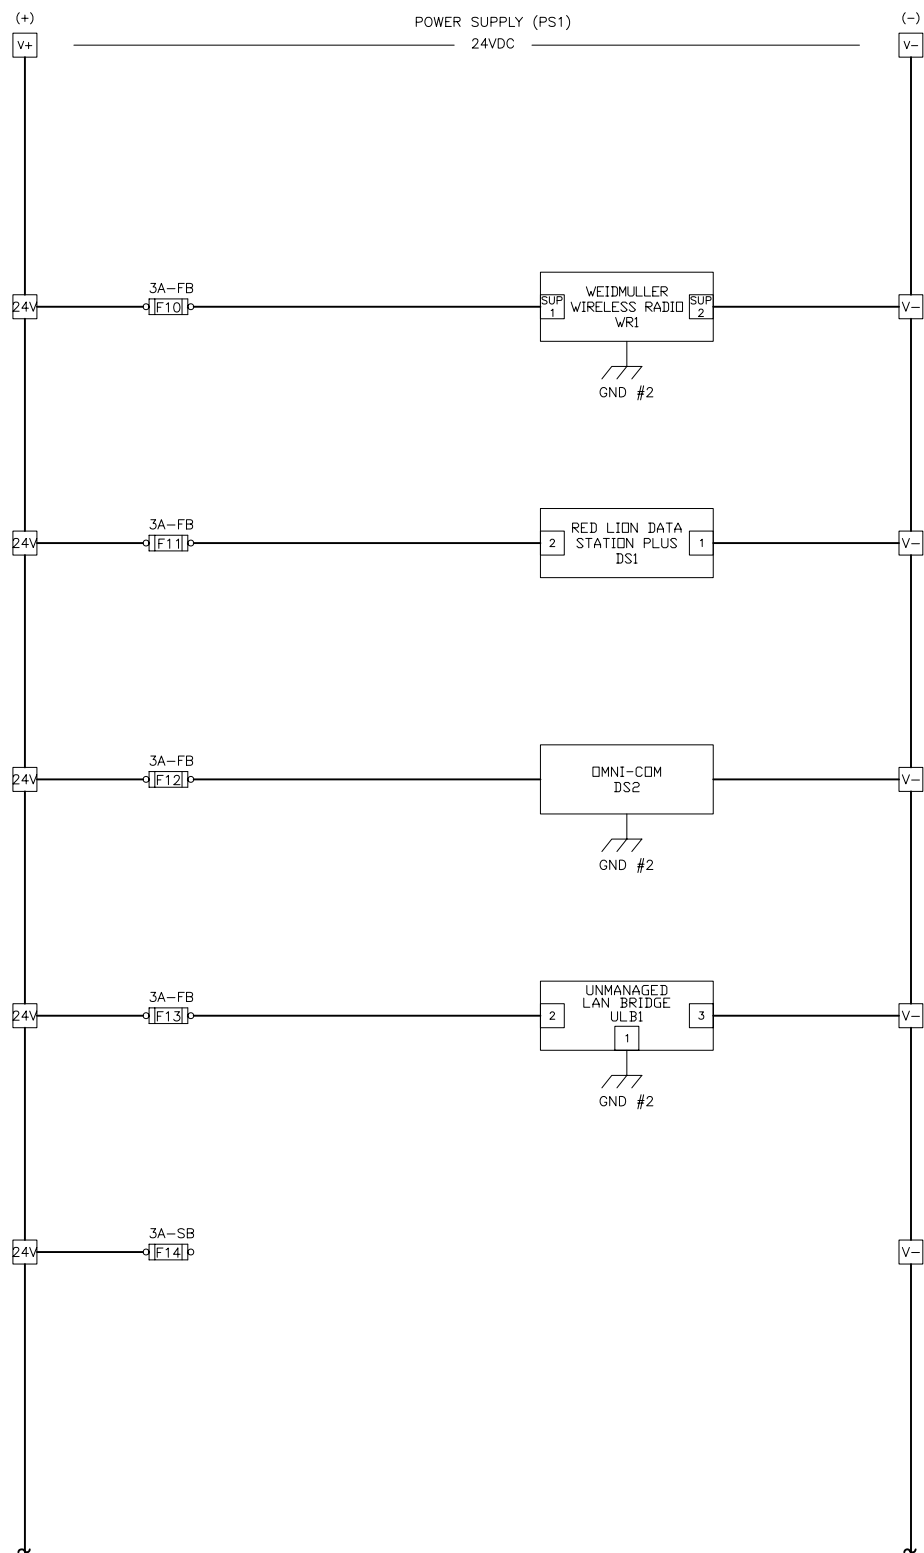 (+)
POWER SUPPLY (PS1)
(-)
V+
24VDC
V-
3A-FB
24V
F10
SUP 1
WEIDMULLER
WIRELESS RADIO
WR1
SUP 2
V-
GND #2
3A-FB
24V
F11
2
RED LION DATA
STATION PLUS
DS1
1
V-
3A-FB
24V
F12
OMNI-COM
DS2
V-
GND #2
3A-FB
24V
F13
2
UNMANAGED
LAN BRIDGE
ULB1
3
V-
1
GND #2
3A-SB
24V
F14
V-